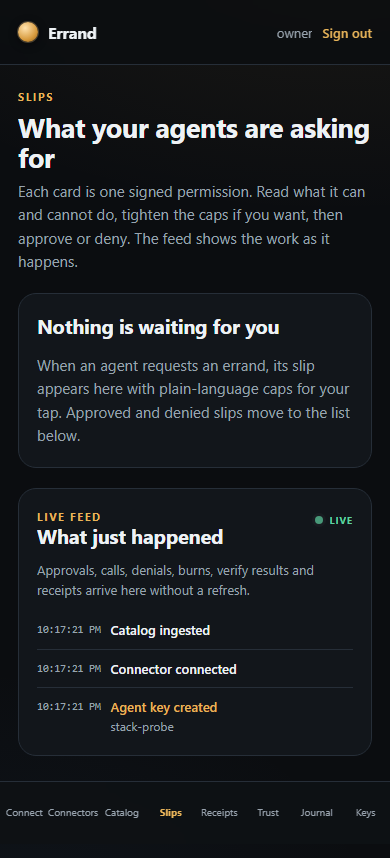 Errand
owner Sign out
SLIPS
What your agents are asking
for
Each card is one signed permission. Read what it can
and cannot do, tighten the caps if you want, then
approve or deny. The feed shows the work as it
happens.
Nothing is waiting for you
When an agent requests an errand, its slip
appears here with plain-language caps for your
tap. Approved and denied slips move to the list
below.
LIVE FEED
LIVE
What just happened
Approvals, calls, denials, burns, verify results and
receipts arrive here without a refresh.
10:17:21 PM Catalog ingested
10:17:21 PM Connector connected
10:17:21 PM Agent key created
stack-probe
Connect Connectors Catalog Slips Receipts Trust Journal Keys